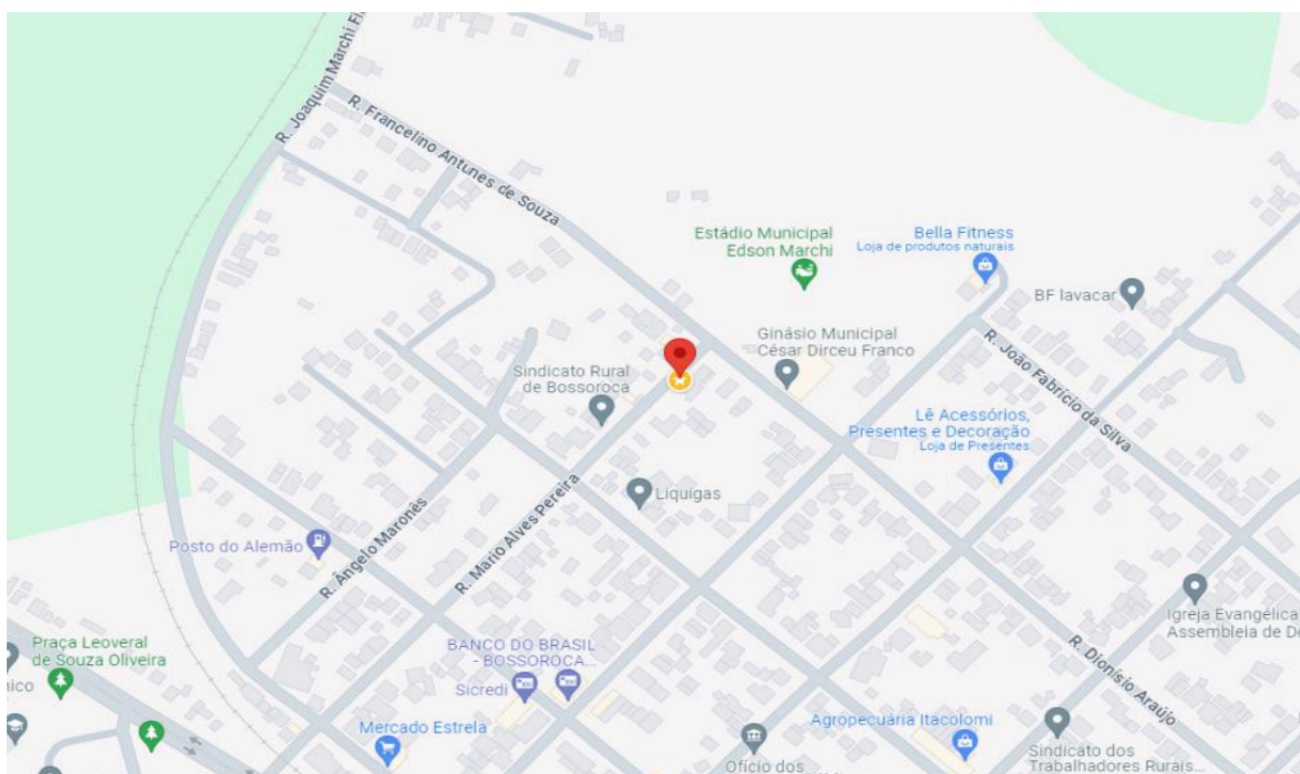 R. Joaquim Marchi Fi
R. Francelino Antunes de Souza
Estádio Municipal
Edson Marchi
Bella Fitness
Loja de produtos naturais
BF lavacar
Ginásio Municipal
César Dirceu Franco
R. João Fabrício da Silva
Sindicato Rural
de Bossoroca
Lê Acessórios,
Presentes e Decoração
Loja de Presentes
Liquigas
Posto do Alemão
R. Ângelo Maronês
R. Mario Alves Pereira
Igreja Evangélica
Assembleia de De
Praça Leoveral
de Souza Oliveira
nico
BANCO DO BRASIL
- BOSSOROCA...
Sicredi
R. Dionísio Araújo
Mercado Estrela
Agropecuária Itacolomi
Ofício dos
Sindicato dos
Trabalhadores Rurais...